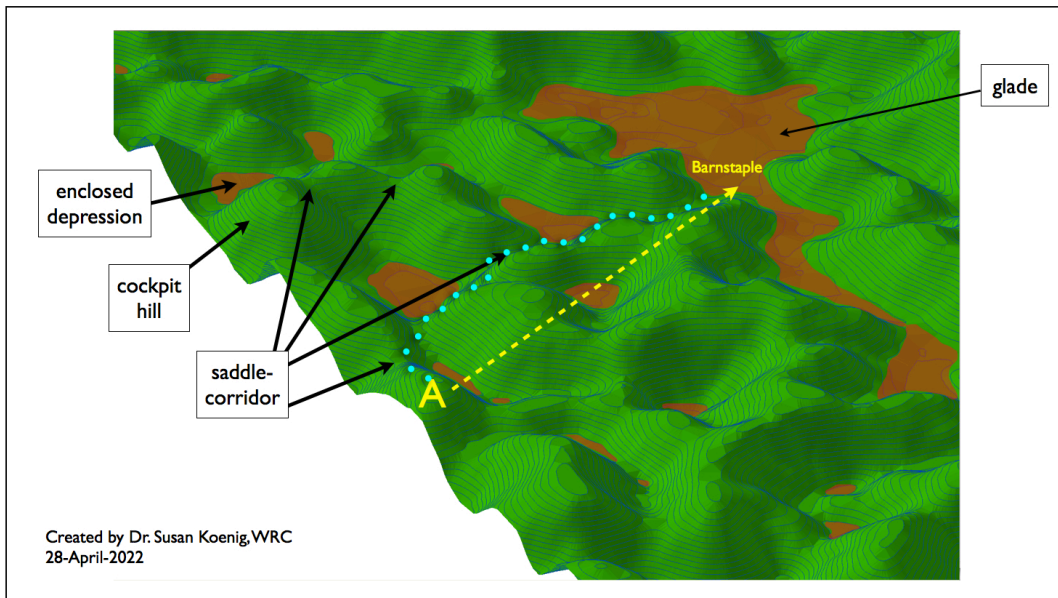 glade
Barnstaple
enclosed
depression
cockpit
hill
saddle-
corridor
A
Created by Dr. Susan Koenig, WRC
28-April-2022